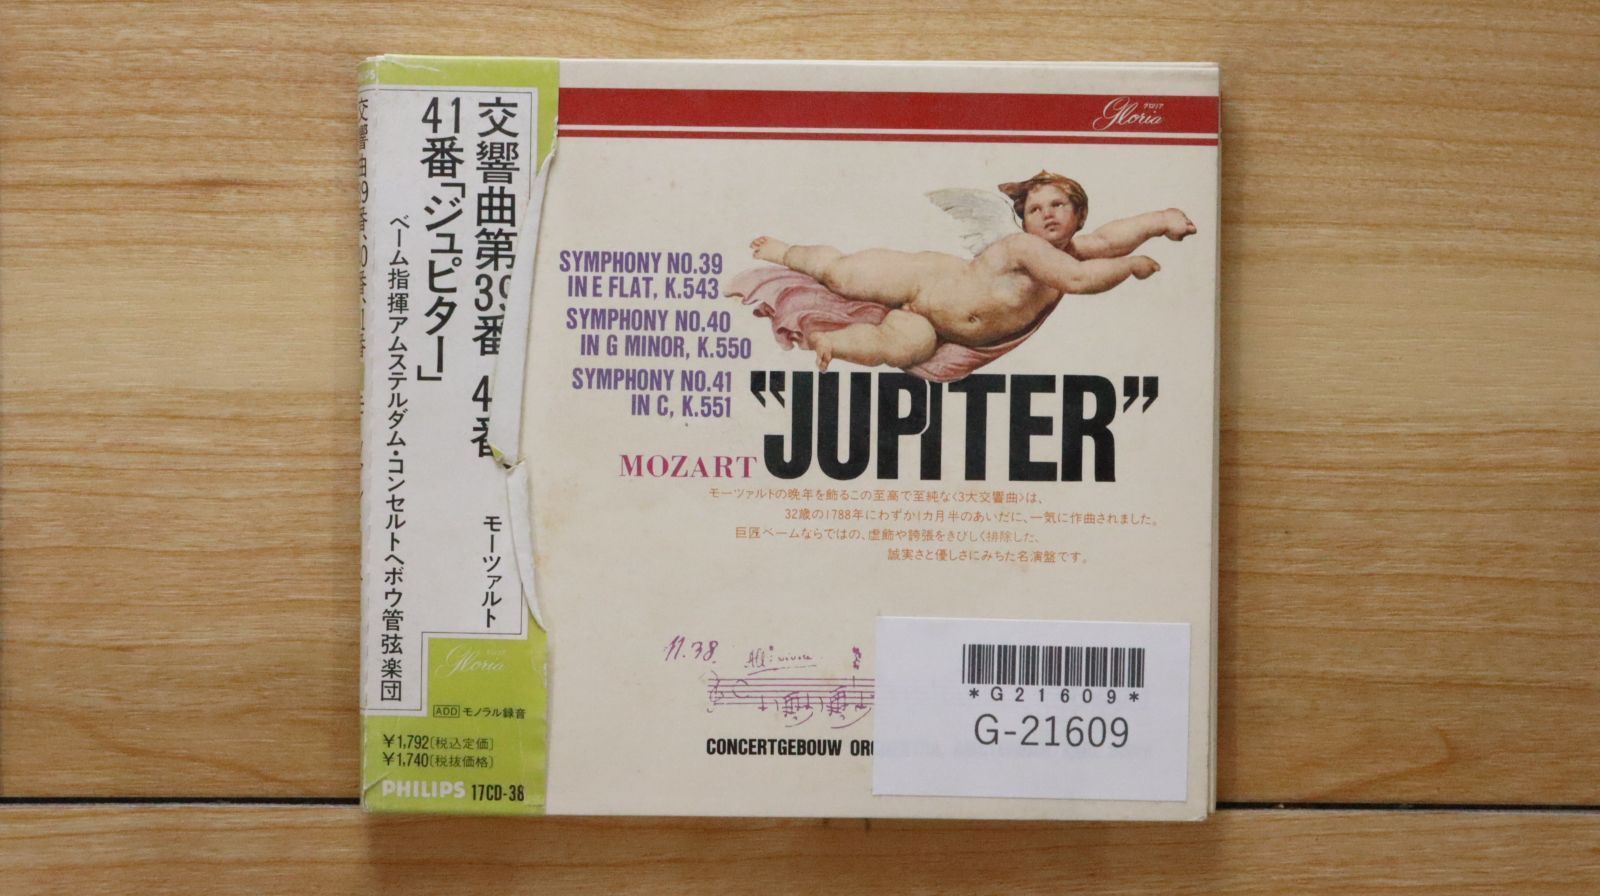 PHILIPS
交響曲第39番 4 番
41番「ジュピター」
モーツァルト
ベーム指揮アムステルダム・コンセルトヘボウ管弦楽団
Gloria
ADD モノラル録音
¥1,792〔税込定価〕
¥1,740〔税抜価格〕
PHILIPS 17CD-38
グロリア
Gloria
SYMPHONY NO.39
IN E FLAT, K.543
SYMPHONY NO.40
IN G MINOR, K.550
SYMPHONY NO.41
IN C, K.551
"JUPITER"
MOZART
モーツァルトの晩年を飾るこの至高で至純な〈3大交響曲〉は、
32歳の1788年にわずか1カ月半のあいだに、一気に作曲されました。
巨匠ベームならではの、虚飾や誇張をきびしく排除した、
誠実さと優しさにみちた名演盤です。
CONCERTGEBOUW
*G21609*
G-21609